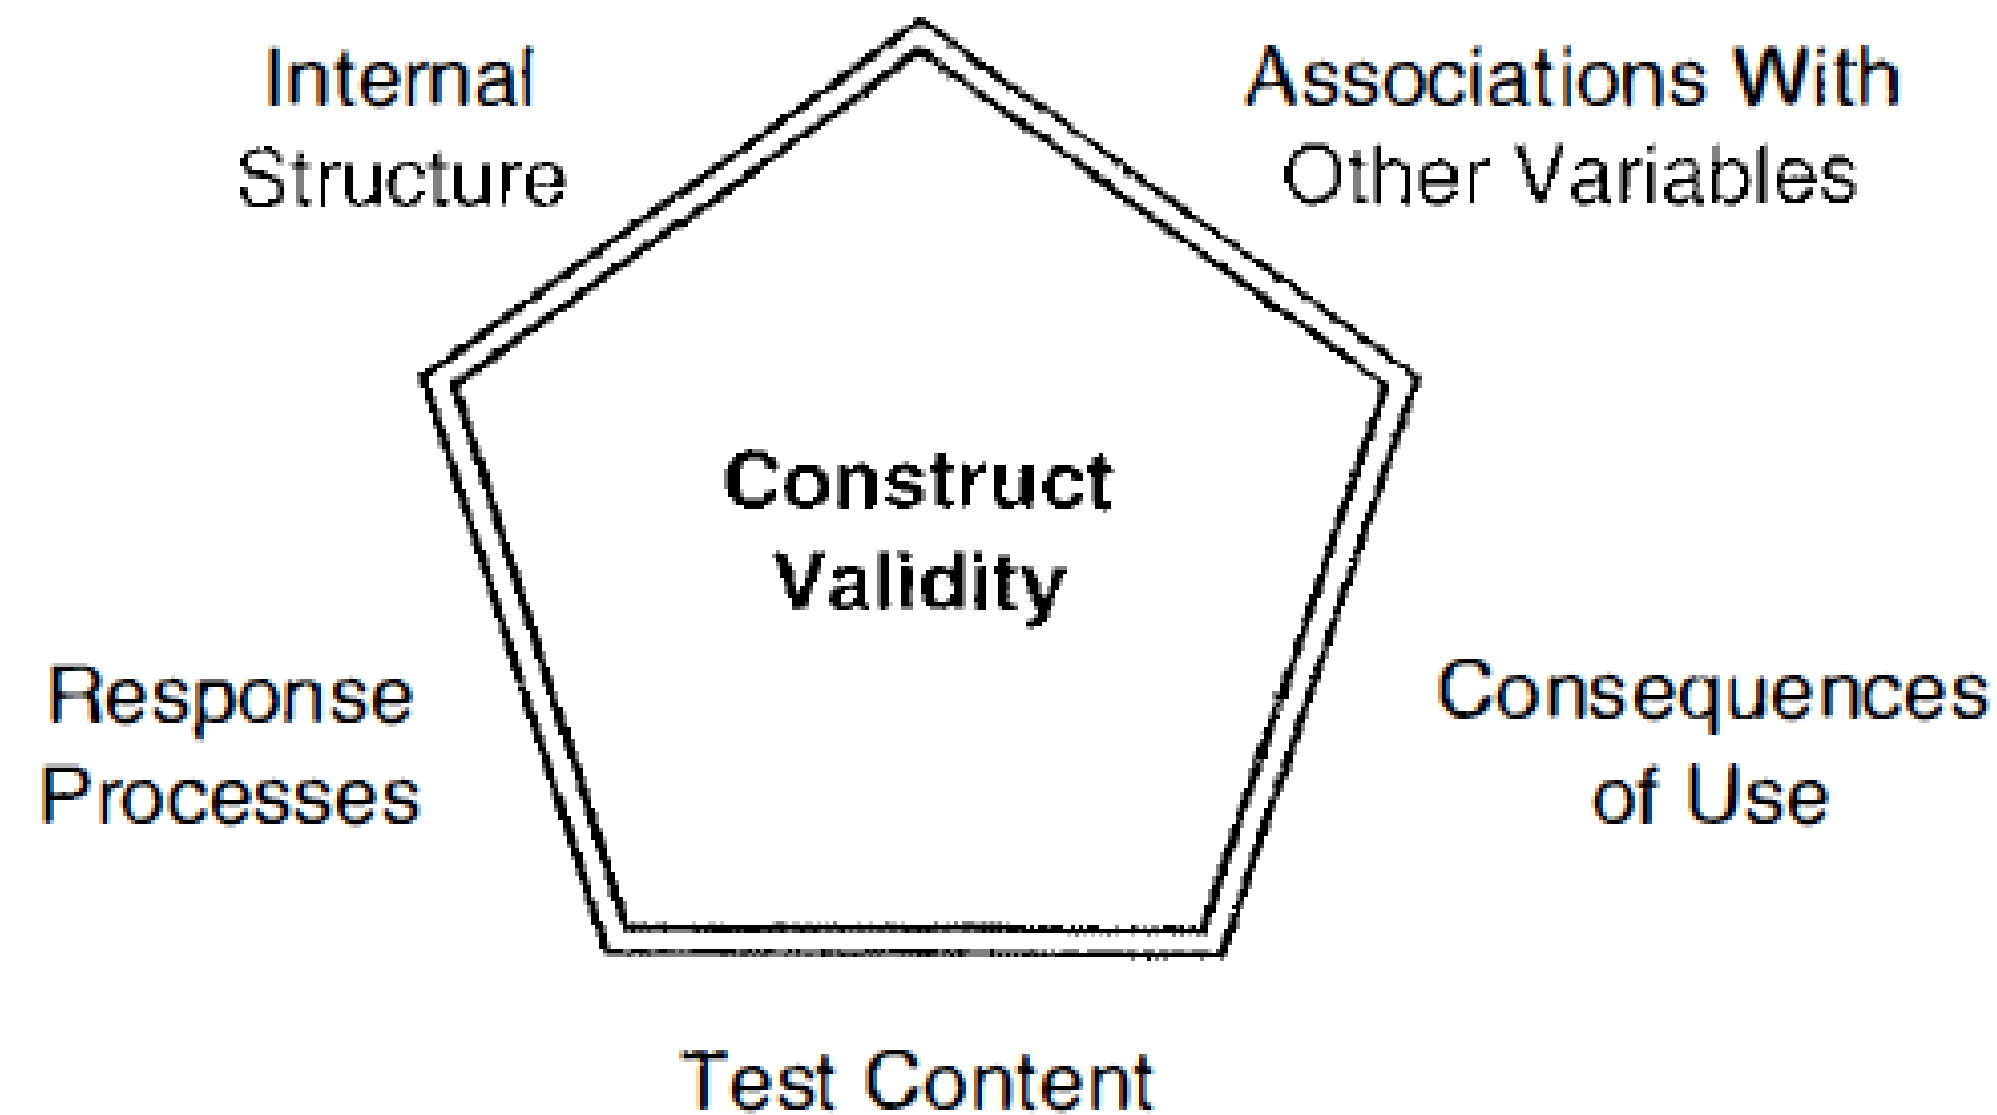 Internal
Structure
Associations With
Other Variables
Construct
Validity
Response
Processes
Consequences
of Use
Test Content